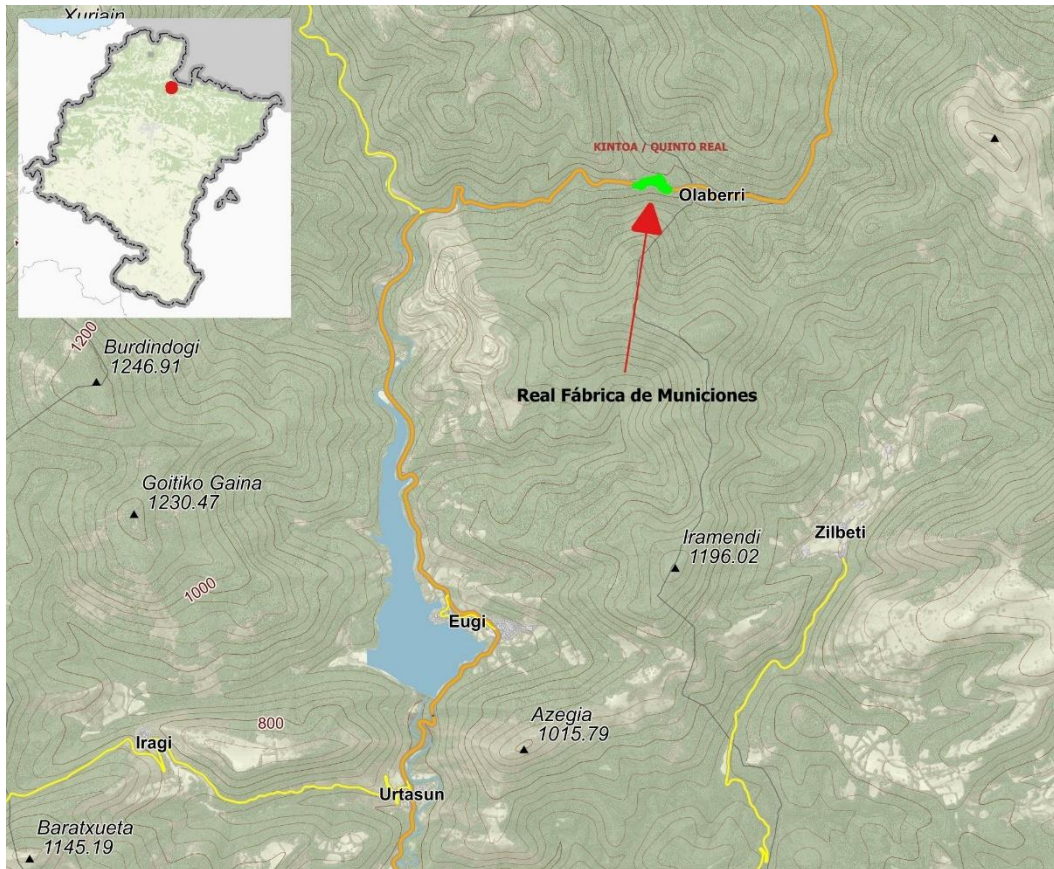 Xuriain
KINTOA / QUINTO REAL
Olaberri
1200
Burdindogi
1246.91
Real Fábrica de Municiones
Goitiko Gaina
1230.47
Iramendi
1196.02
Zilbeti
1000
Eugi
800
Azegia
1015.79
Iragi
Urtasun
Baratxueta
1145.19